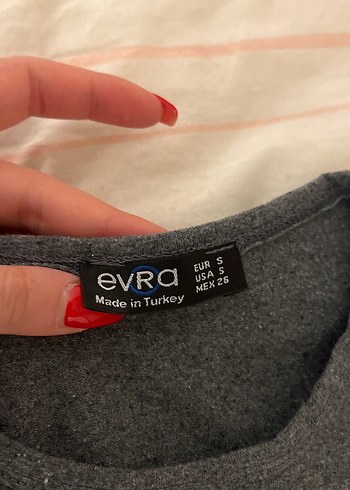 evRa
Made in Turkey
EUR S
USA S
MEX 26